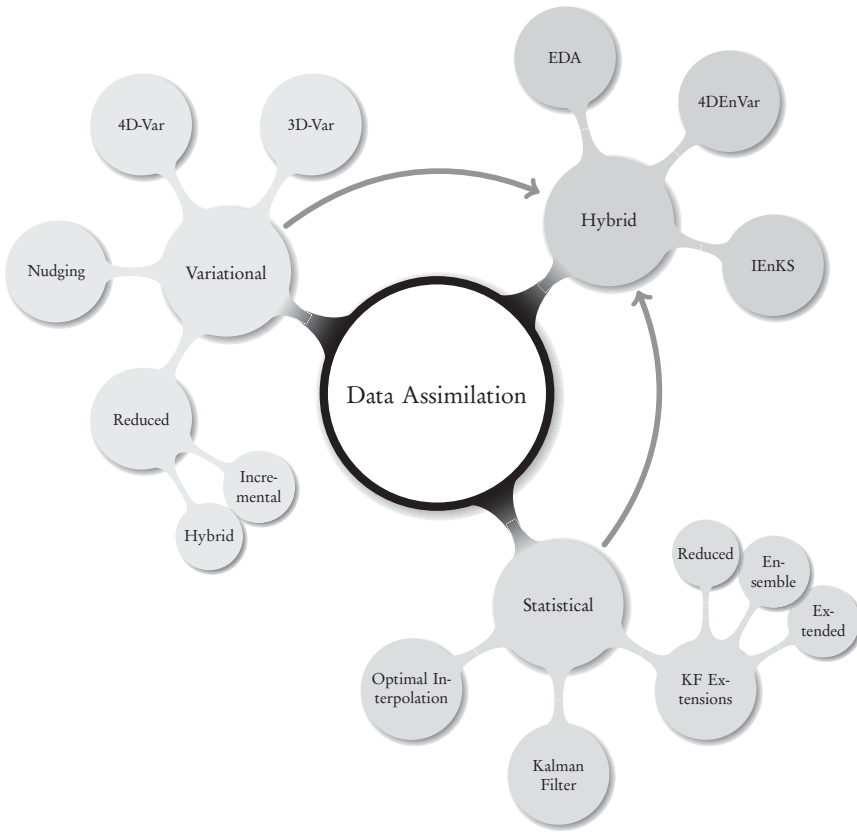 EDA
4DEnVar
4D-Var
3D-Var
Hybrid
Nudging
Variational
IEnKS
Data Assimilation
Reduced
Incre-
mental
Hybrid
Statistical
Reduced
En-
semble
Ex-
tended
Optimal In-
terpolation
KF Ex-
tensions
Kalman
Filter